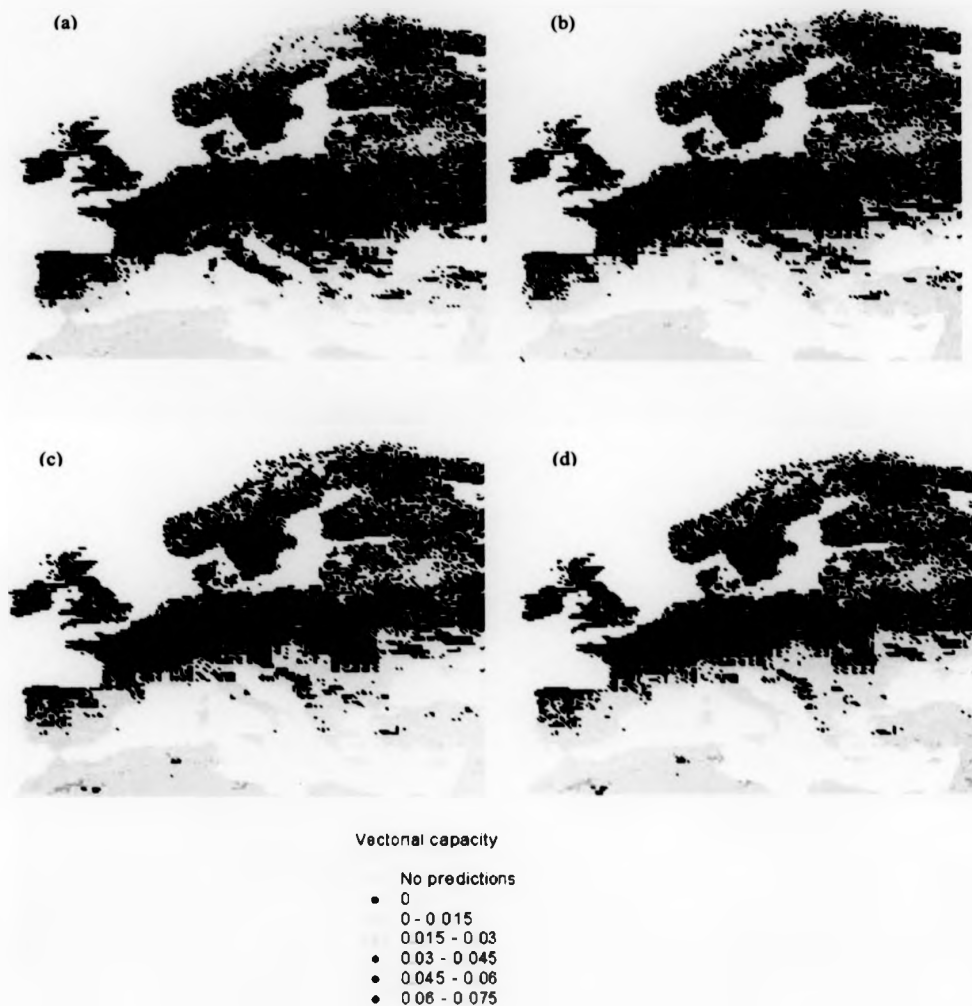 (a)
(b)
(c)
(d)
Vectorial capacity
No predictions
0
0 - 0 015
0 015 - 0 03
0 03 - 0 045
0 045 - 0 06
0 06 - 0 075